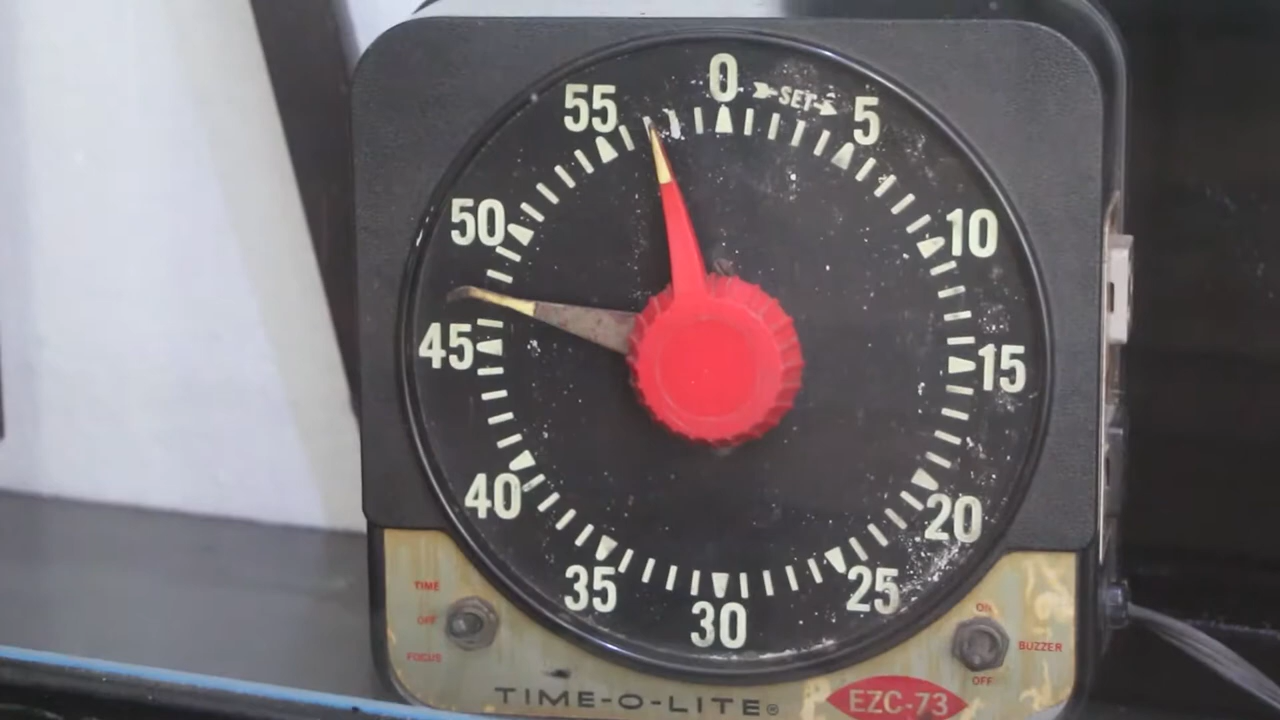 0 SET 5
55
50 10
45 15
40 20
35 25
30
TIME
OFF
FOCUS
ON
BUZZER
OFF
TIME-O-LITE®
EZC-73